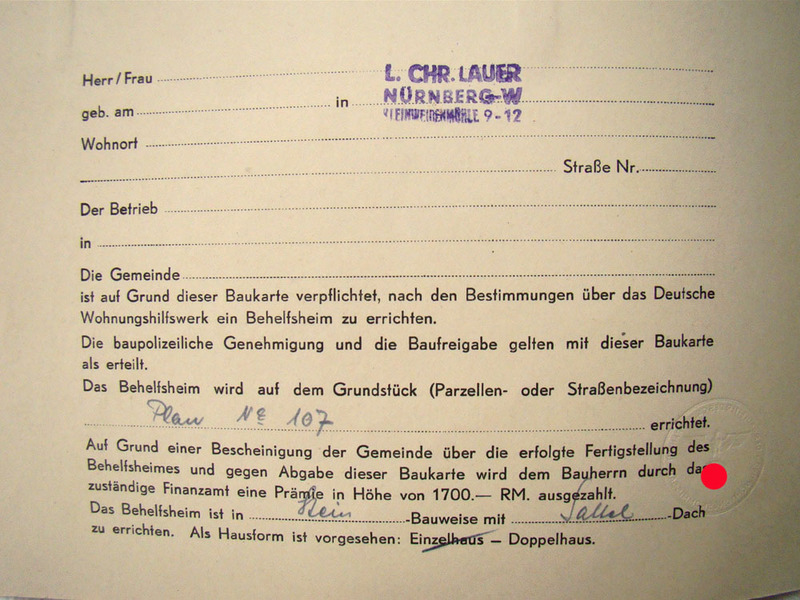 Herr/Frau
L. CHR. LAUER
geb. am in NÜRNBERG-W
KLEINWEIDENMÜHLE 9-12
Wohnort
Straße Nr.
Der Betrieb
in
Die Gemeinde
ist auf Grund dieser Baukarte verpflichtet, nach den Bestimmungen über das Deutsche
Wohnungshilfswerk ein Behelfsheim zu errichten.
Die baupolizeiliche Genehmigung und die Baufreigabe gelten mit dieser Baukarte
als erteilt.
Das Behelfsheim wird auf dem Grundstück (Parzellen- oder Straßenbezeichnung)
Plan № 107 errichtet.
Auf Grund einer Bescheinigung der Gemeinde über die erfolgte Fertigstellung des
Behelfsheimes und gegen Abgabe dieser Baukarte wird dem Bauherrn durch das
zuständige Finanzamt eine Prämie in Höhe von 1700.— RM. ausgezahlt.
Das Behelfsheim ist in Stein -Bauweise mit Sattel -Dach
zu errichten. Als Hausform ist vorgesehen: Einzelhaus — Doppelhaus.